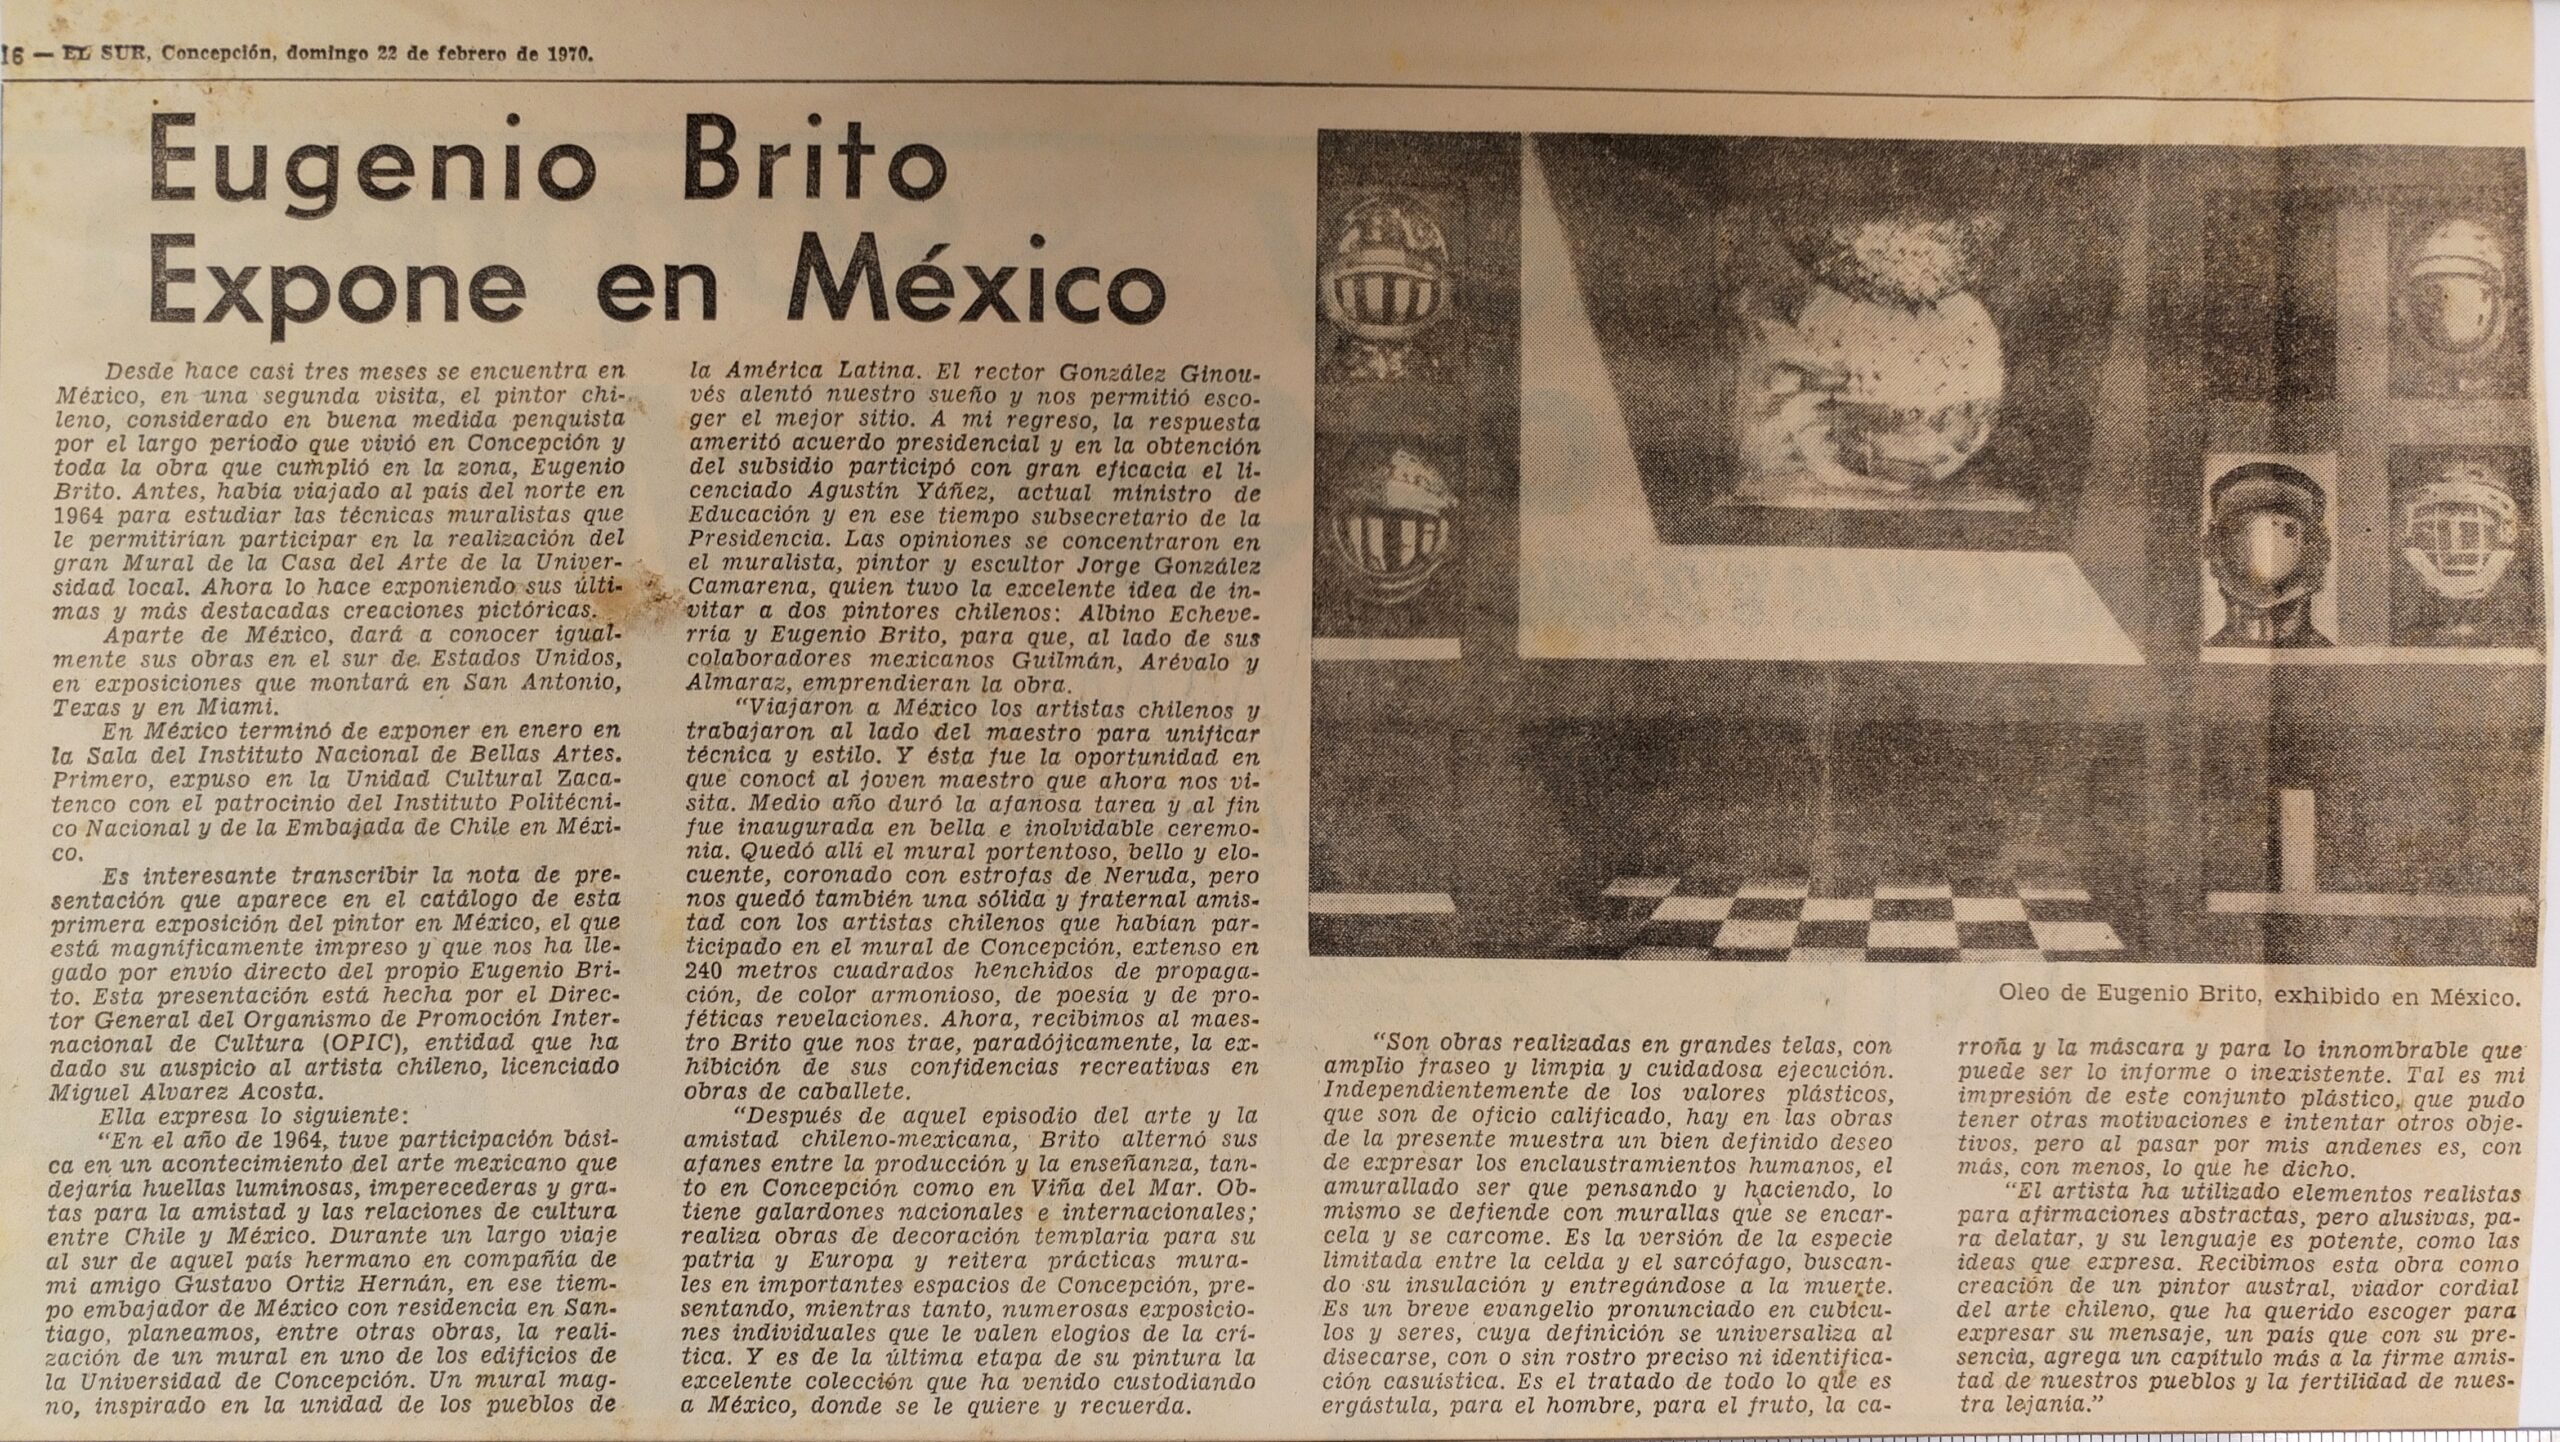 16 — EL SUR, Concepción, domingo 22 de febrero de 1970.
Eugenio Brito
Expone en México
Desde hace casi tres meses se encuentra en
México, en una segunda visita, el pintor chi-
leno, considerado en buena medida penquista
por el largo período que vivió en Concepción y
toda la obra que cumplió en la zona, Eugenio
Brito. Antes, había viajado al país del norte en
1964 para estudiar las técnicas muralistas que
le permitirían participar en la realización del
gran Mural de la Casa del Arte de la Univer-
sidad local. Ahora lo hace exponiendo sus últi-
mas y más destacadas creaciones pictóricas.
Aparte de México, dará a conocer igual-
mente sus obras en el sur de Estados Unidos,
en exposiciones que montará en San Antonio,
Texas y en Miami.
En México terminó de exponer en enero en
la Sala del Instituto Nacional de Bellas Artes.
Primero, expuso en la Unidad Cultural Zaca-
tenco con el patrocinio del Instituto Politécni-
co Nacional y de la Embajada de Chile en Méxi-
co.
Es interesante transcribir la nota de pre-
sentación que aparece en el catálogo de esta
primera exposición del pintor en México, el que
está magníficamente impreso y que nos ha lle-
gado por envío directo del propio Eugenio Bri-
to. Esta presentación está hecha por el Direc-
tor General del Organismo de Promoción Inter-
nacional de Cultura (OPIC), entidad que ha
dado su auspicio al artista chileno, licenciado
Miguel Alvarez Acosta.
Ella expresa lo siguiente:
“En el año de 1964, tuve participación bási-
ca en un acontecimiento del arte mexicano que
dejaría huellas luminosas, imperecederas y gra-
tas para la amistad y las relaciones de cultura
entre Chile y México. Durante un largo viaje
al sur de aquel país hermano en compañía de
mi amigo Gustavo Ortiz Hernán, en ese tiem-
po embajador de México con residencia en San-
tiago, planeamos, entre otras obras, la reali-
zación de un mural en uno de los edificios de
la Universidad de Concepción. Un mural mag-
no, inspirado en la unidad de los pueblos de
la América Latina. El rector González Ginou-
vés alentó nuestro sueño y nos permitió esco-
ger el mejor sitio. A mi regreso, la respuesta
ameritó acuerdo presidencial y en la obtención
del subsidio participó con gran eficacia el li-
cenciado Agustín Yáñez, actual ministro de
Educación y en ese tiempo subsecretario de la
Presidencia. Las opiniones se concentraron en
el muralista, pintor y escultor Jorge González
Camarena, quien tuvo la excelente idea de in-
vitar a dos pintores chilenos: Albino Echeve-
rría y Eugenio Brito, para que, al lado de sus
colaboradores mexicanos Guilmán, Arévalo y
Almaraz, emprendieran la obra.
“Viajaron a México los artistas chilenos y
trabajaron al lado del maestro para unificar
técnica y estilo. Y ésta fue la oportunidad en
que conocí al joven maestro que ahora nos vi-
sita. Medio año duró la afanosa tarea y al fin
fue inaugurada en bella e inolvidable ceremo-
nia. Quedó allí el mural portentoso, bello y elo-
cuente, coronado con estrofas de Neruda, pero
nos quedó también una sólida y fraternal amis-
tad con los artistas chilenos que habían par-
ticipado en el mural de Concepción, extenso en
240 metros cuadrados henchidos de propaga-
ción, de color armonioso, de poesía y de pro-
féticas revelaciones. Ahora, recibimos al maes-
tro Brito que nos trae, paradójicamente, la ex-
hibición de sus confidencias recreativas en
obras de caballete.
“Después de aquel episodio del arte y la
amistad chileno-mexicana, Brito alternó sus
afanes entre la producción y la enseñanza, tan-
to en Concepción como en Viña del Mar. Ob-
tiene galardones nacionales e internacionales;
realiza obras de decoración templaria para su
patria y Europa y reitera prácticas mura-
les en importantes espacios de Concepción, pre-
sentando, mientras tanto, numerosas exposicio-
nes individuales que le valen elogios de la crí-
tica. Y es de la última etapa de su pintura la
excelente colección que ha venido custodiando
a México, donde se le quiere y recuerda.
Oleo de Eugenio Brito, exhibido en México.
“Son obras realizadas en grandes telas, con
amplio fraseo y limpia y cuidadosa ejecución.
Independientemente de los valores plásticos,
que son de oficio calificado, hay en las obras
de la presente muestra un bien definido deseo
de expresar los enclaustramientos humanos, el
amurallado ser que pensando y haciendo, lo
mismo se defiende con murallas que se encar-
cela y se carcome. Es la versión de la especie
limitada entre la celda y el sarcófago, buscan-
do su insulación y entregándose a la muerte.
Es un breve evangelio pronunciado en cubícu-
los y seres, cuya definición se universaliza al
disecarse, con o sin rostro preciso ni identifica-
ción casuística. Es el tratado de todo lo que es
ergástula, para el hombre, para el fruto, la ca-
rroña y la máscara y para lo innombrable que
puede ser lo informe o inexistente. Tal es mi
impresión de este conjunto plástico, que pudo
tener otras motivaciones e intentar otros obje-
tivos, pero al pasar por mis andenes es, con
más, con menos, lo que he dicho.
“El artista ha utilizado elementos realistas
para afirmaciones abstractas, pero alusivas, pa-
ra delatar, y su lenguaje es potente, como las
ideas que expresa. Recibimos esta obra como
creación de un pintor austral, viador cordial
del arte chileno, que ha querido escoger para
expresar su mensaje, un país que con su pre-
sencia, agrega un capítulo más a la firme amis-
tad de nuestros pueblos y la fertilidad de nues-
tra lejanía.”